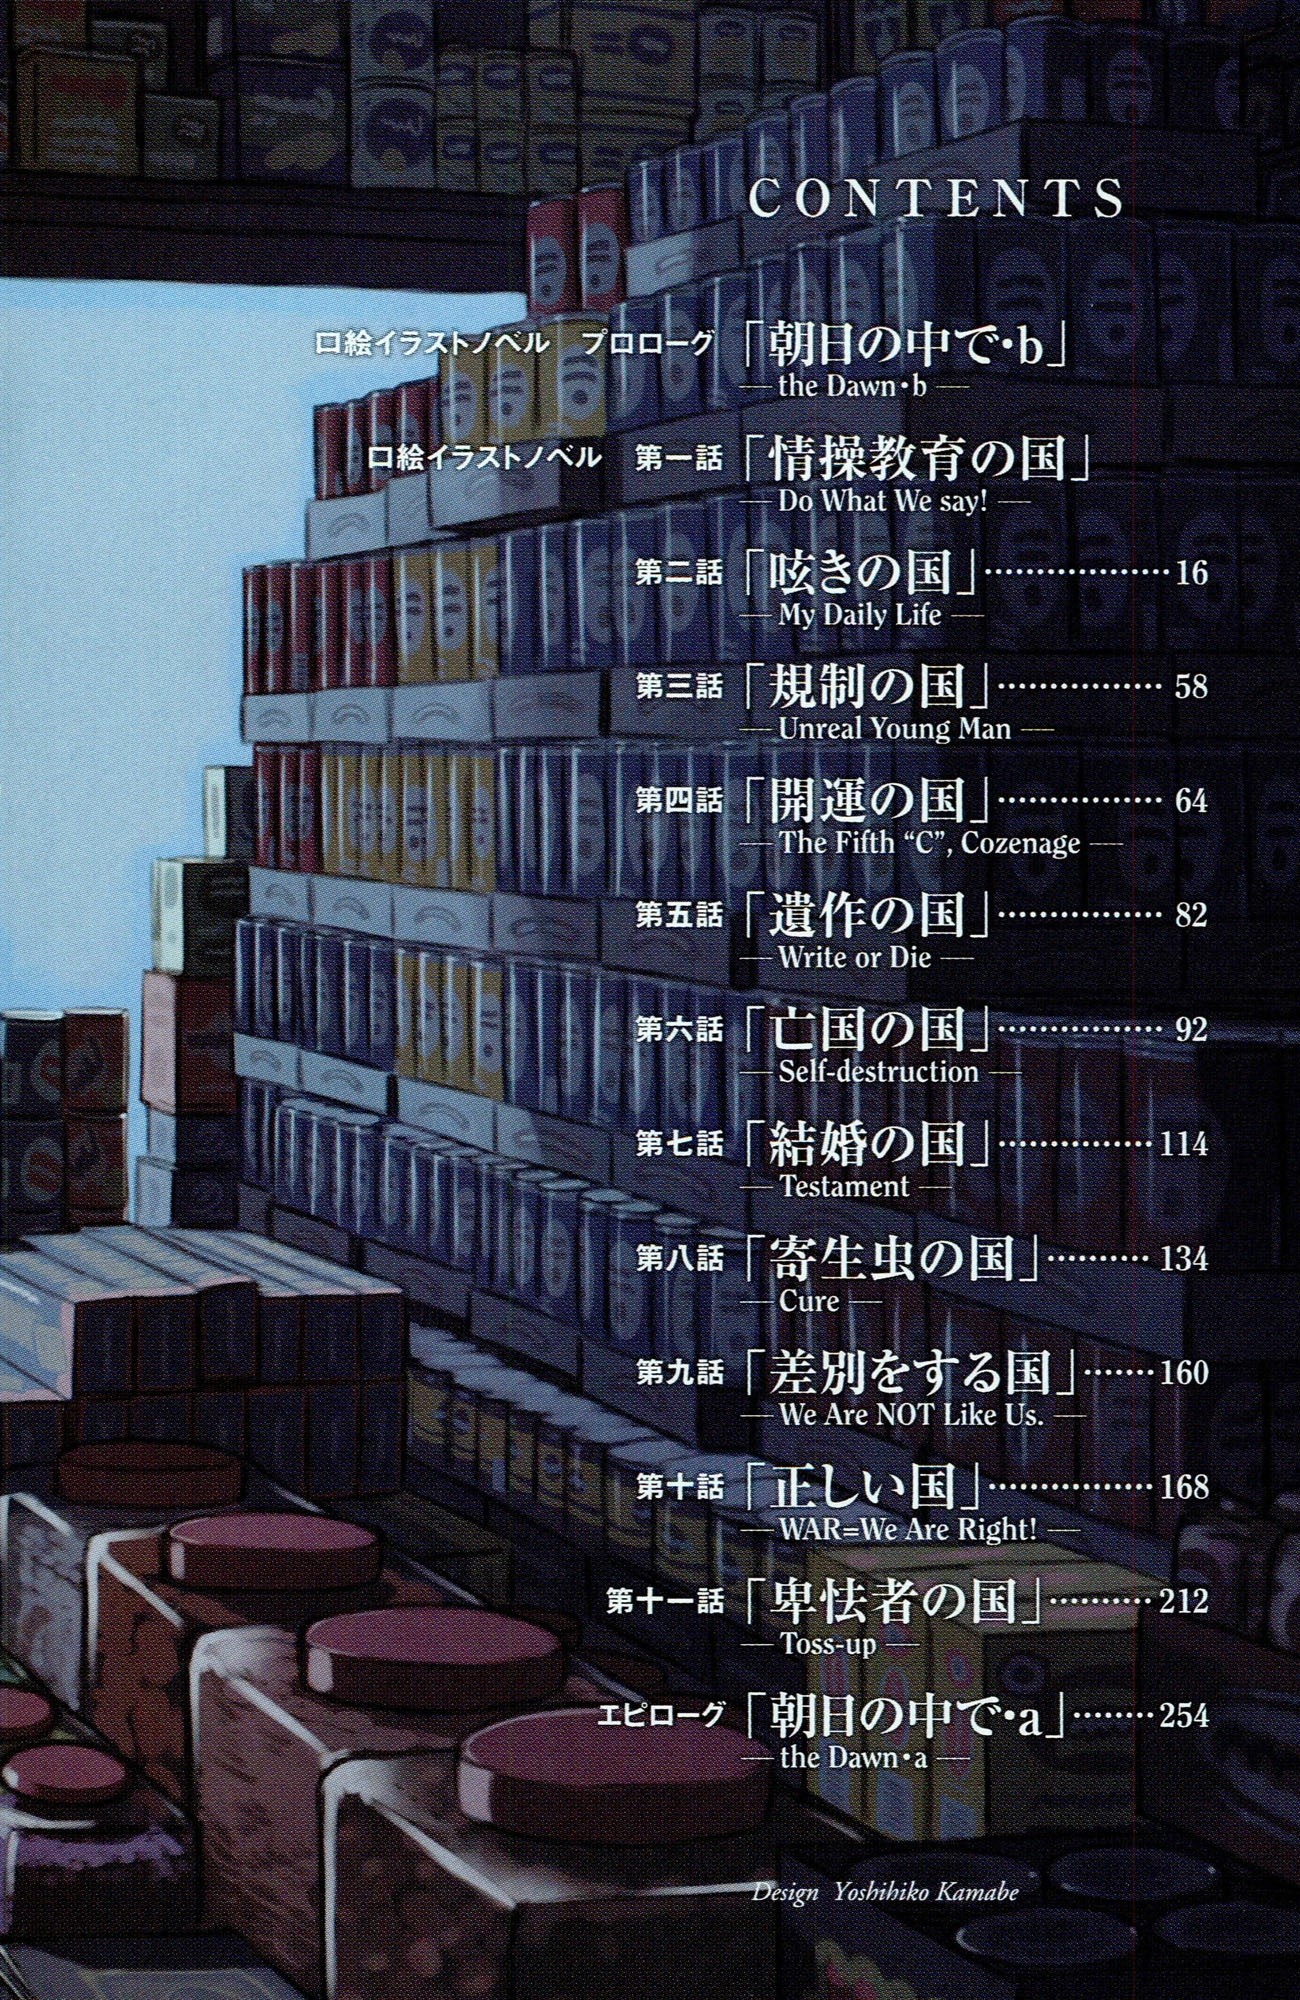 CONTENTS
口絵イラストノベル　プロローグ「朝日の中で・b」
— the Dawn・b —
口絵イラストノベル　第一話「情操教育の国」
— Do What We say! —
第二話「呟きの国」………………16
— My Daily Life —
第三話「規制の国」……………58
— Unreal Young Man —
第四話「開運の国」……………64
— The Fifth “C”, Cozenage —
第五話「遺作の国」……………82
— Write or Die —
第六話「亡国の国」……………92
— Self-destruction —
第七話「結婚の国」……………114
— Testament —
第八話「寄生虫の国」………134
— Cure —
第九話「差別をする国」……160
— We Are NOT Like Us. —
第十話「正しい国」……………168
— WAR=We Are Right! —
第十一話「卑怯者の国」………212
— Toss-up —
エピローグ「朝日の中で・a」……254
— the Dawn・a —
Design Yoshihiko Kamabe